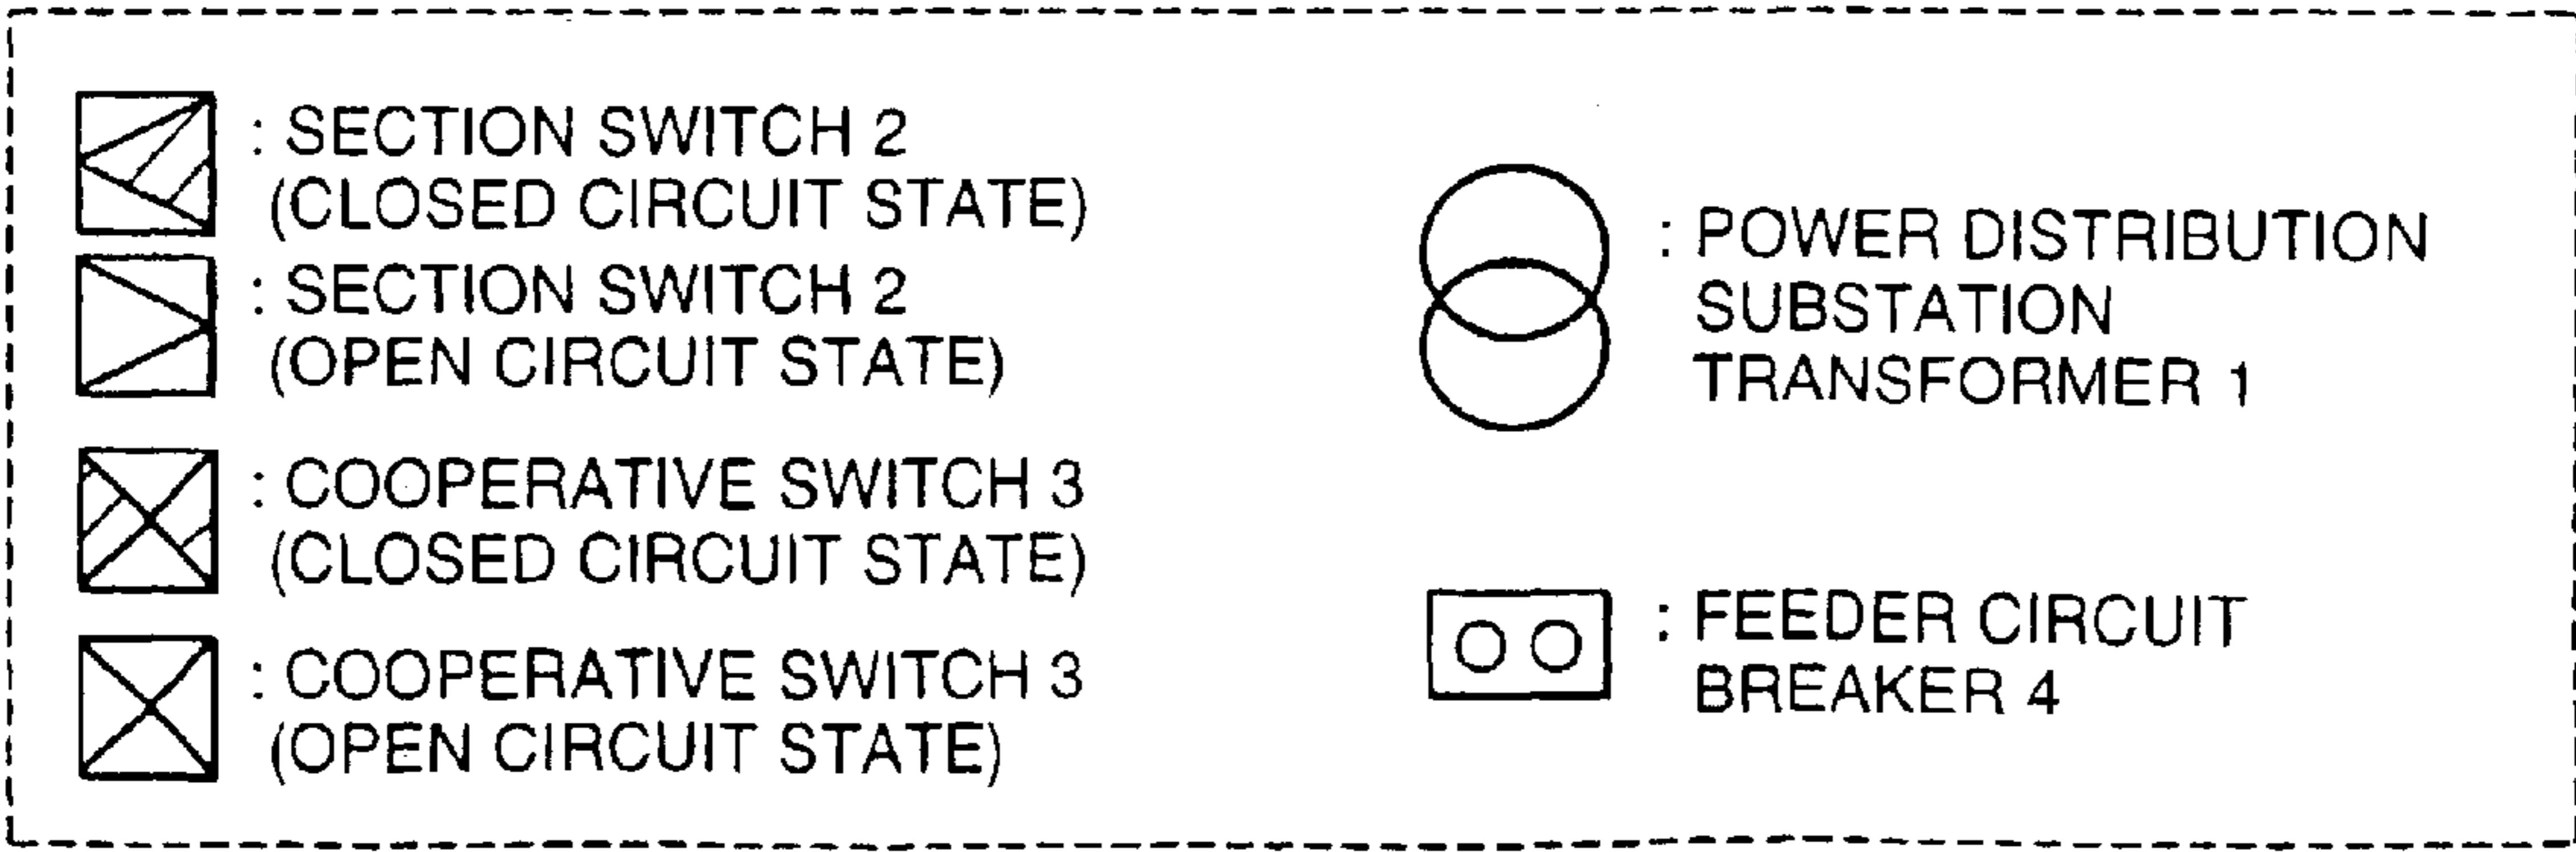 : SECTION SWITCH 2
(CLOSED CIRCUIT STATE)
: SECTION SWITCH 2
(OPEN CIRCUIT STATE)
: COOPERATIVE SWITCH 3
(CLOSED CIRCUIT STATE)
: COOPERATIVE SWITCH 3
(OPEN CIRCUIT STATE)
: POWER DISTRIBUTION
SUBSTATION
TRANSFORMER 1
: FEEDER CIRCUIT
BREAKER 4